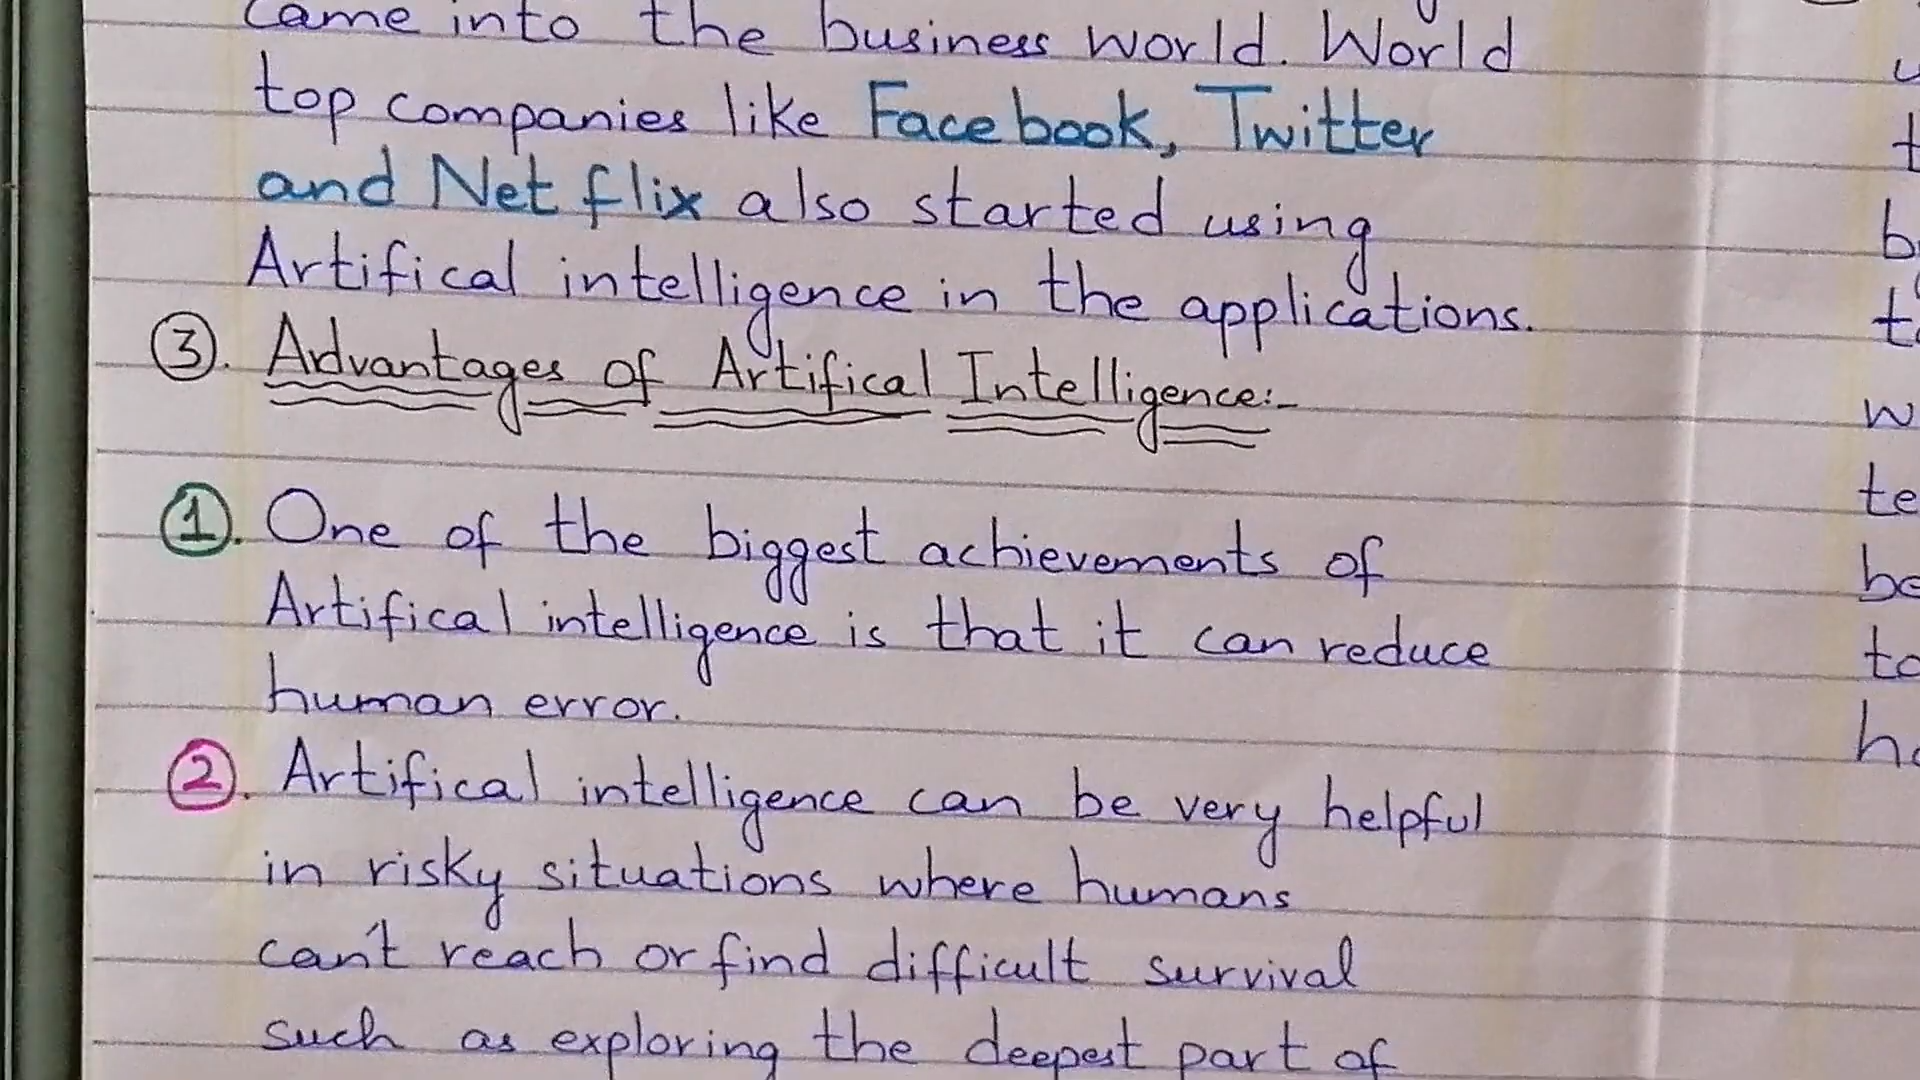 came into the business world. World
top companies like Facebook, Twitter
and Netflix also started using
Artifical intelligence in the applications.
3. Advantages of Artifical Intelligence:-
1. One of the biggest achievements of
Artifical intelligence is that it can reduce
human error.
2. Artifical intelligence can be very helpful
in risky situations where humans
can't reach or find difficult survival
such as exploring the deepest part of